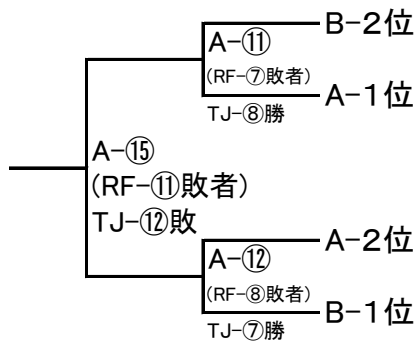 B-2位
A-⑪
(RF-⑦敗者)
A-1位
TJ-⑧勝
A-⑮
(RF-⑪敗者)
TJ-⑫敗
A-2位
A-⑫
(RF-⑧敗者)
B-1位
TJ-⑦勝